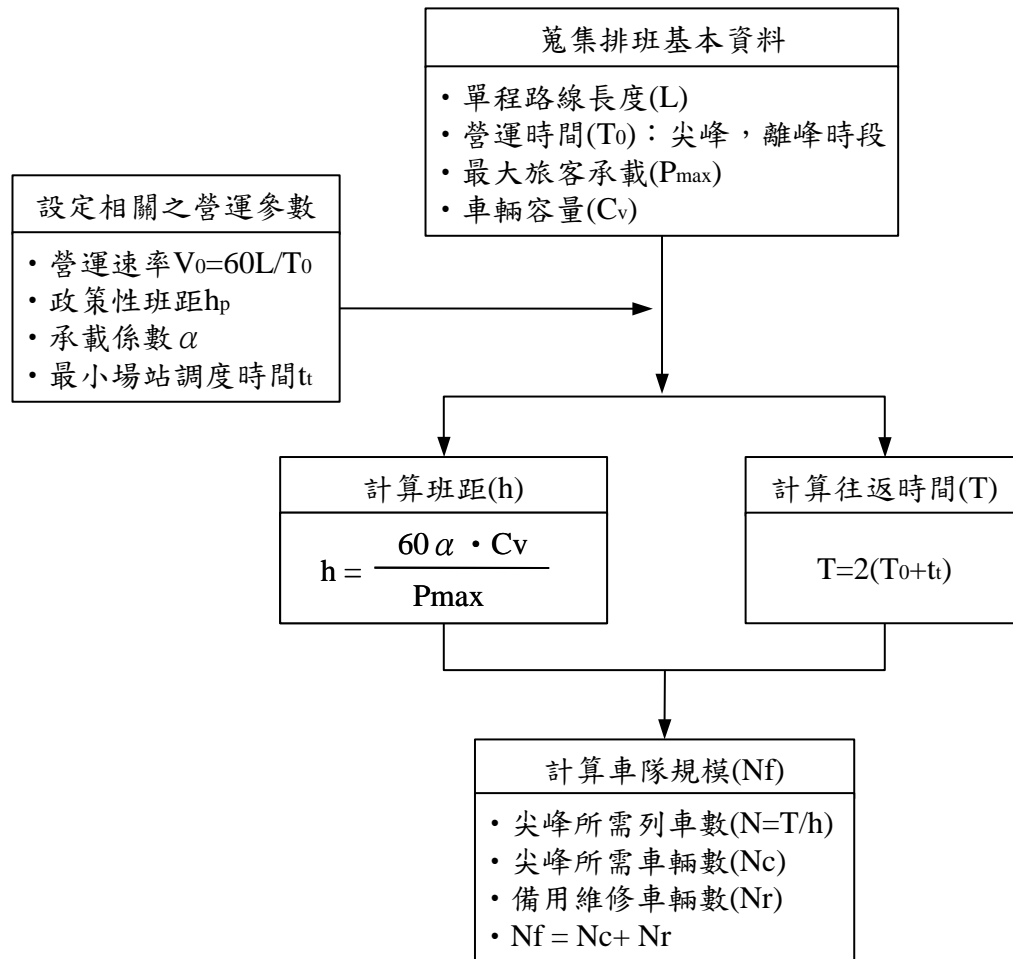 蒐集排班基本資料
・單程路線長度(L)
・營運時間(T0)：尖峰，離峰時段
・最大旅客承載(Pmax)
・車輛容量(Cv)
設定相關之營運參數
・營運速率V0=60L/T0
・政策性班距hp
・承載係數α
・最小場站調度時間tt
計算班距(h)
h = 60α・Cv / Pmax
計算往返時間(T)
T=2(T0+tt)
計算車隊規模(Nf)
・尖峰所需列車數(N=T/h)
・尖峰所需車輛數(Nc)
・備用維修車輛數(Nr)
・Nf = Nc+ Nr